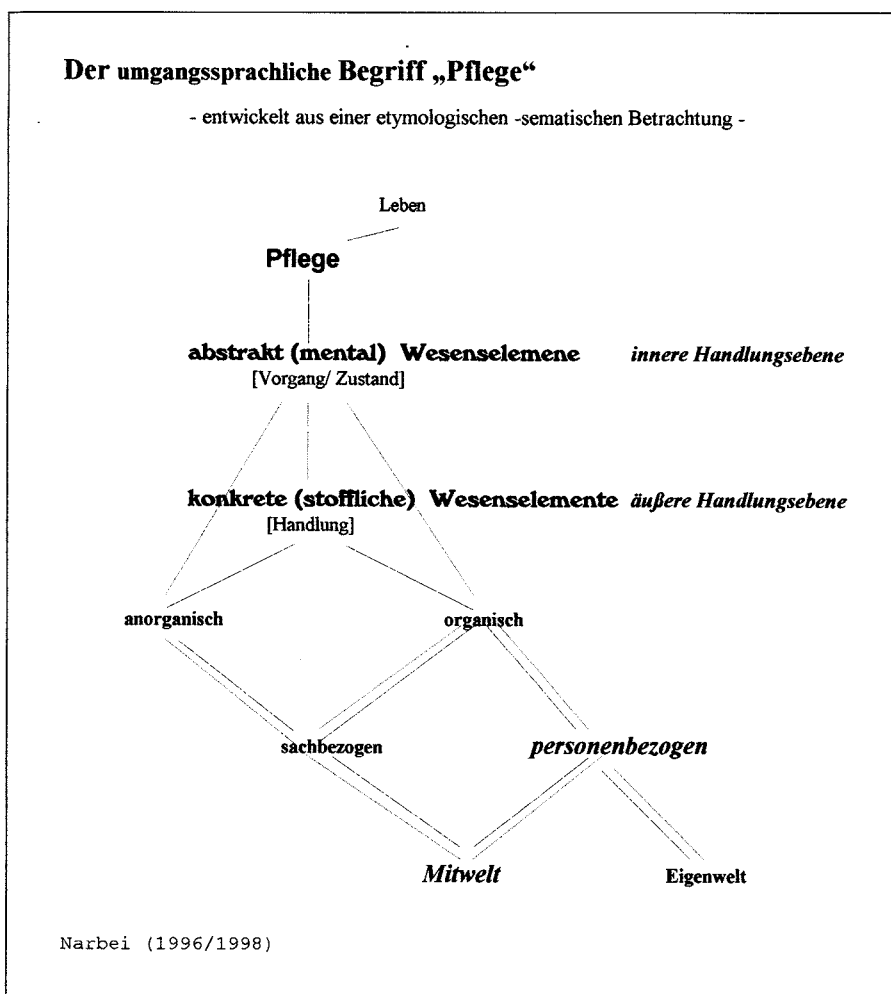 Der umgangssprachliche Begriff „Pflege“
- entwickelt aus einer etymologischen -sematischen Betrachtung -
Leben
Pflege
abstrakt (mental) Wesenselemene innere Handlungsebene
[Vorgang/ Zustand]
konkrete (stoffliche) Wesenselemente äußere Handlungsebene
[Handlung]
anorganisch organisch
sachbezogen personenbezogen
Mitwelt Eigenwelt
Narbei (1996/1998)